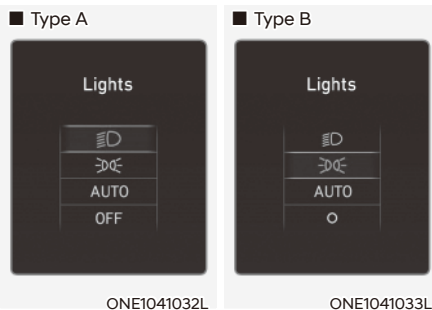 ■ Type A
Lights
AUTO
OFF
ONE1041032L
■ Type B
Lights
AUTO
ONE1041033L